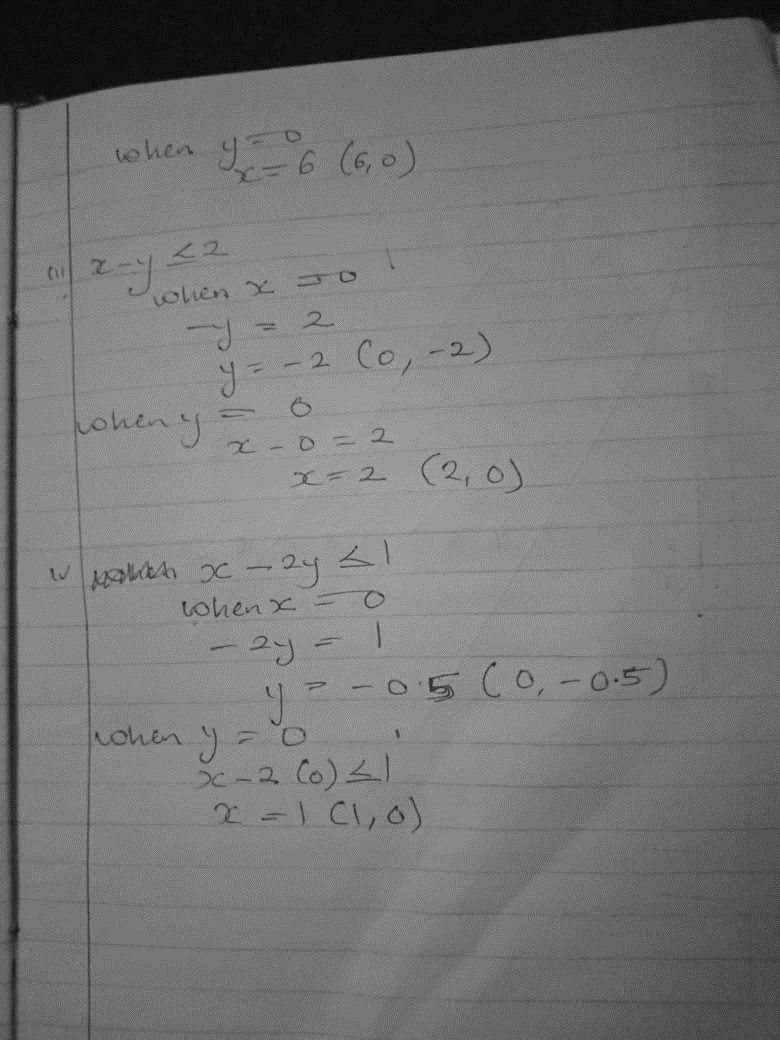 when y=0
x=6 (6,0)
x-y ≤2
when x =0
-y = 2
y = -2 (0, -2)
when y = 0
x - 0 = 2
x = 2 (2, 0)
iv x - 2y ≤ 1
when x = 0
- 2y = 1
y = -0.5 (0, -0.5)
when y = 0
x-2 (0) ≤1
x = 1 (1,0)